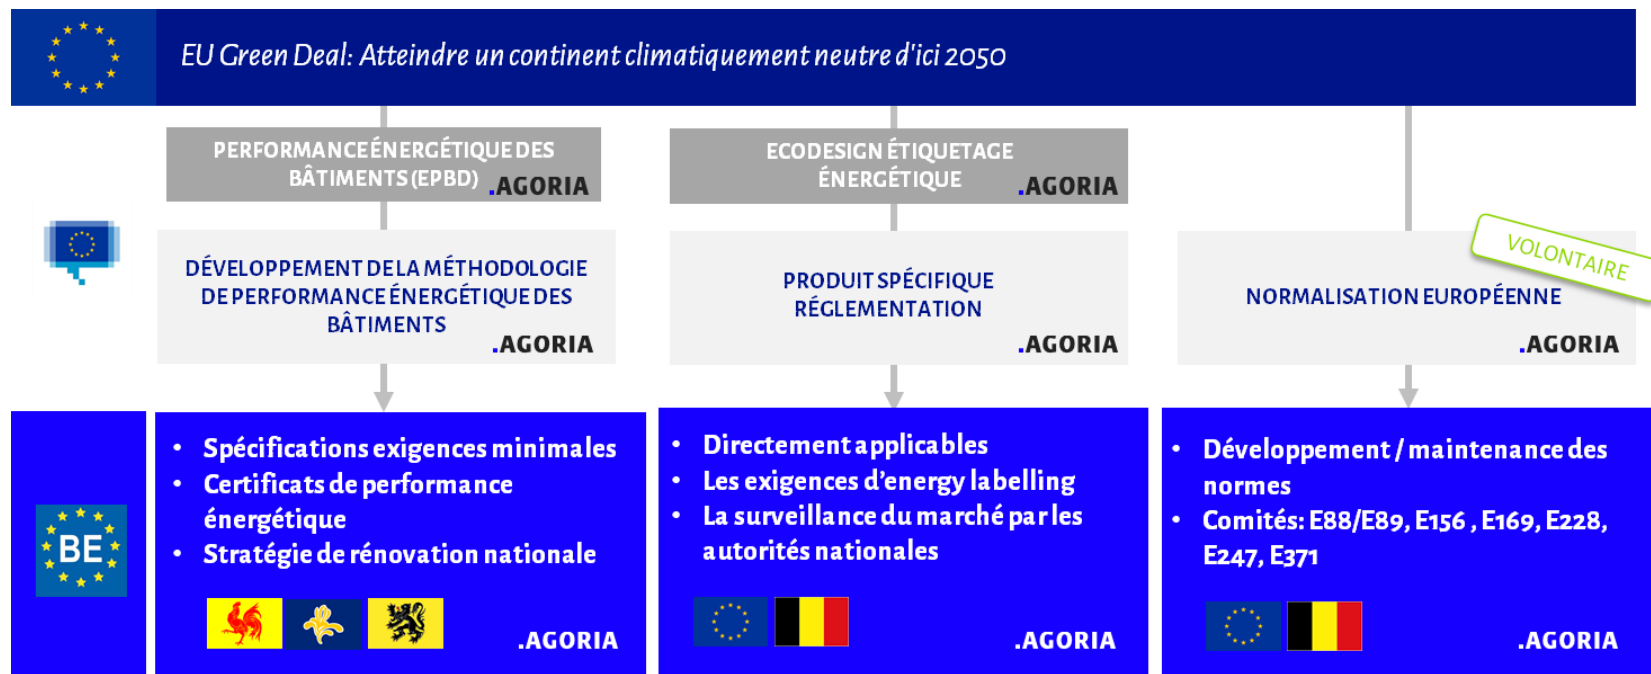 EU Green Deal: Atteindre un continent climatiquement neutre d'ici 2050
PERFORMANCE ÉNERGÉTIQUE DES
BÂTIMENTS (EPBD)
.AGORIA
ECODESIGN ÉTIQUETAGE
ÉNERGÉTIQUE
.AGORIA
DÉVELOPPEMENT DE LA MÉTHODOLOGIE
DE PERFORMANCE ÉNERGÉTIQUE DES
BÂTIMENTS
.AGORIA
PRODUIT SPÉCIFIQUE
RÉGLEMENTATION
.AGORIA
VOLONTAIRE
NORMALISATION EUROPÉENNE
.AGORIA
BE
• Spécifications exigences minimales
• Certificats de performance
énergétique
• Stratégie de rénovation nationale
.AGORIA
• Directement applicables
• Les exigences d'energy labelling
• La surveillance du marché par les
autorités nationales
.AGORIA
• Développement / maintenance des
normes
• Comités: E88/E89, E156 , E169, E228,
E247, E371
.AGORIA